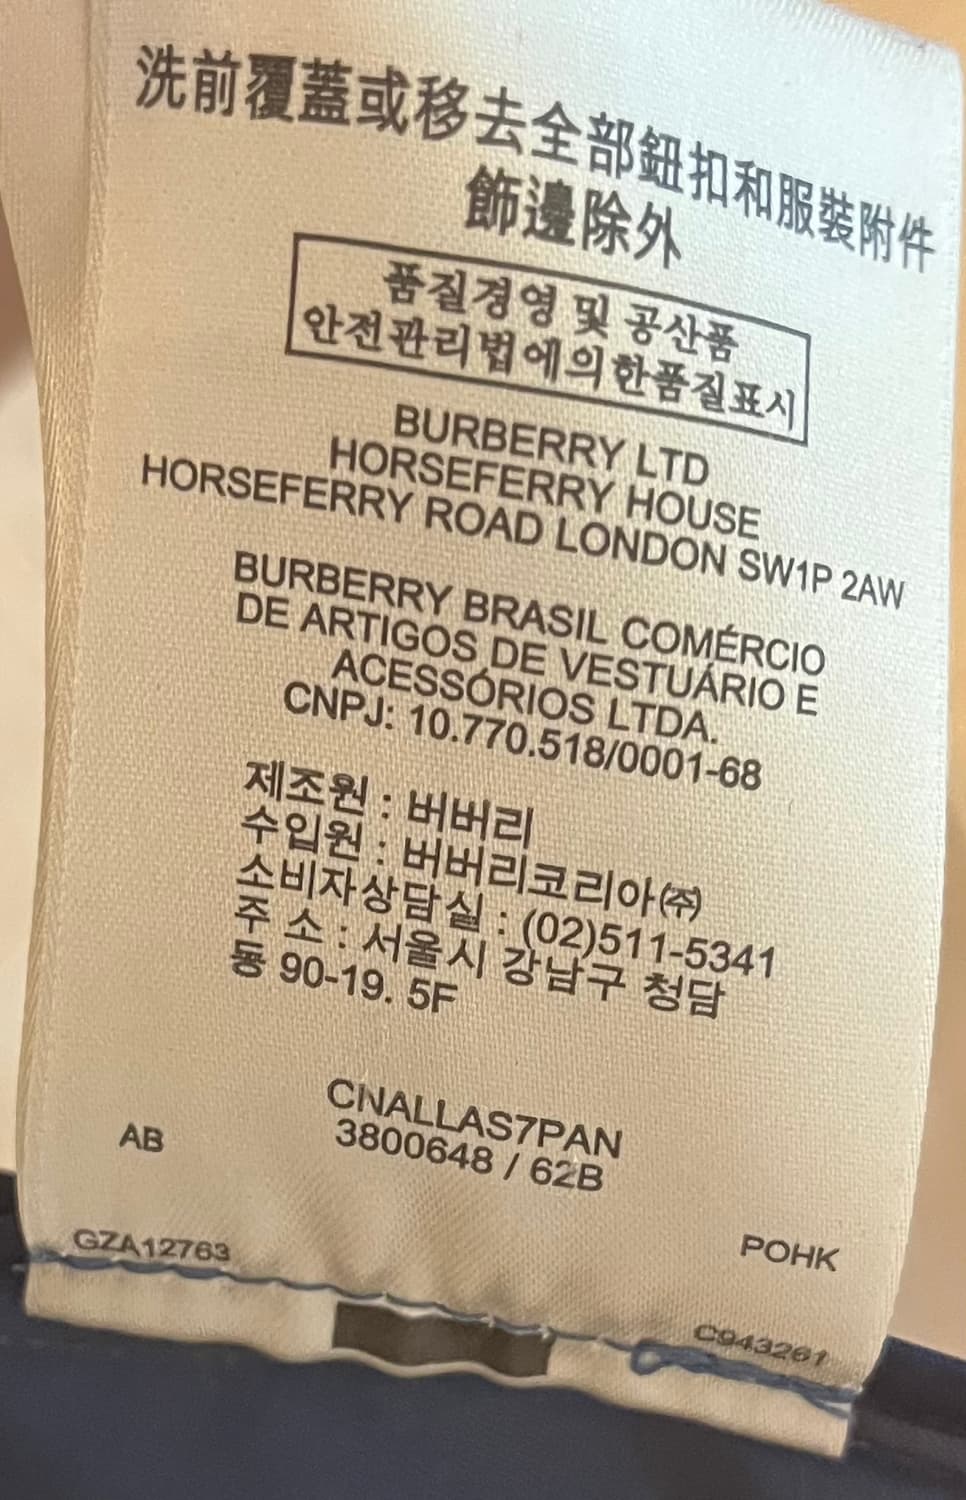 洗前覆蓋或移去全部鈕扣和服裝附件
飾邊除外
품질경영 및 공산품
안전관리법에의한품질표시
BURBERRY LTD
HORSEFERRY HOUSE
HORSEFERRY ROAD LONDON SW1P 2AW
BURBERRY BRASIL COMÉRCIO
DE ARTIGOS DE VESTUÁRIO E
ACESSÓRIOS LTDA.
CNPJ: 10.770.518/0001-68
제조원 : 버버리
수입원 : 버버리코리아㈜
소비자상담실 : (02)511-5341
주 소 : 서울시 강남구 청담
동 90-19. 5F
CNALLAS7PAN
3800648 / 62B
AB
GZA12763
POHK
C943261